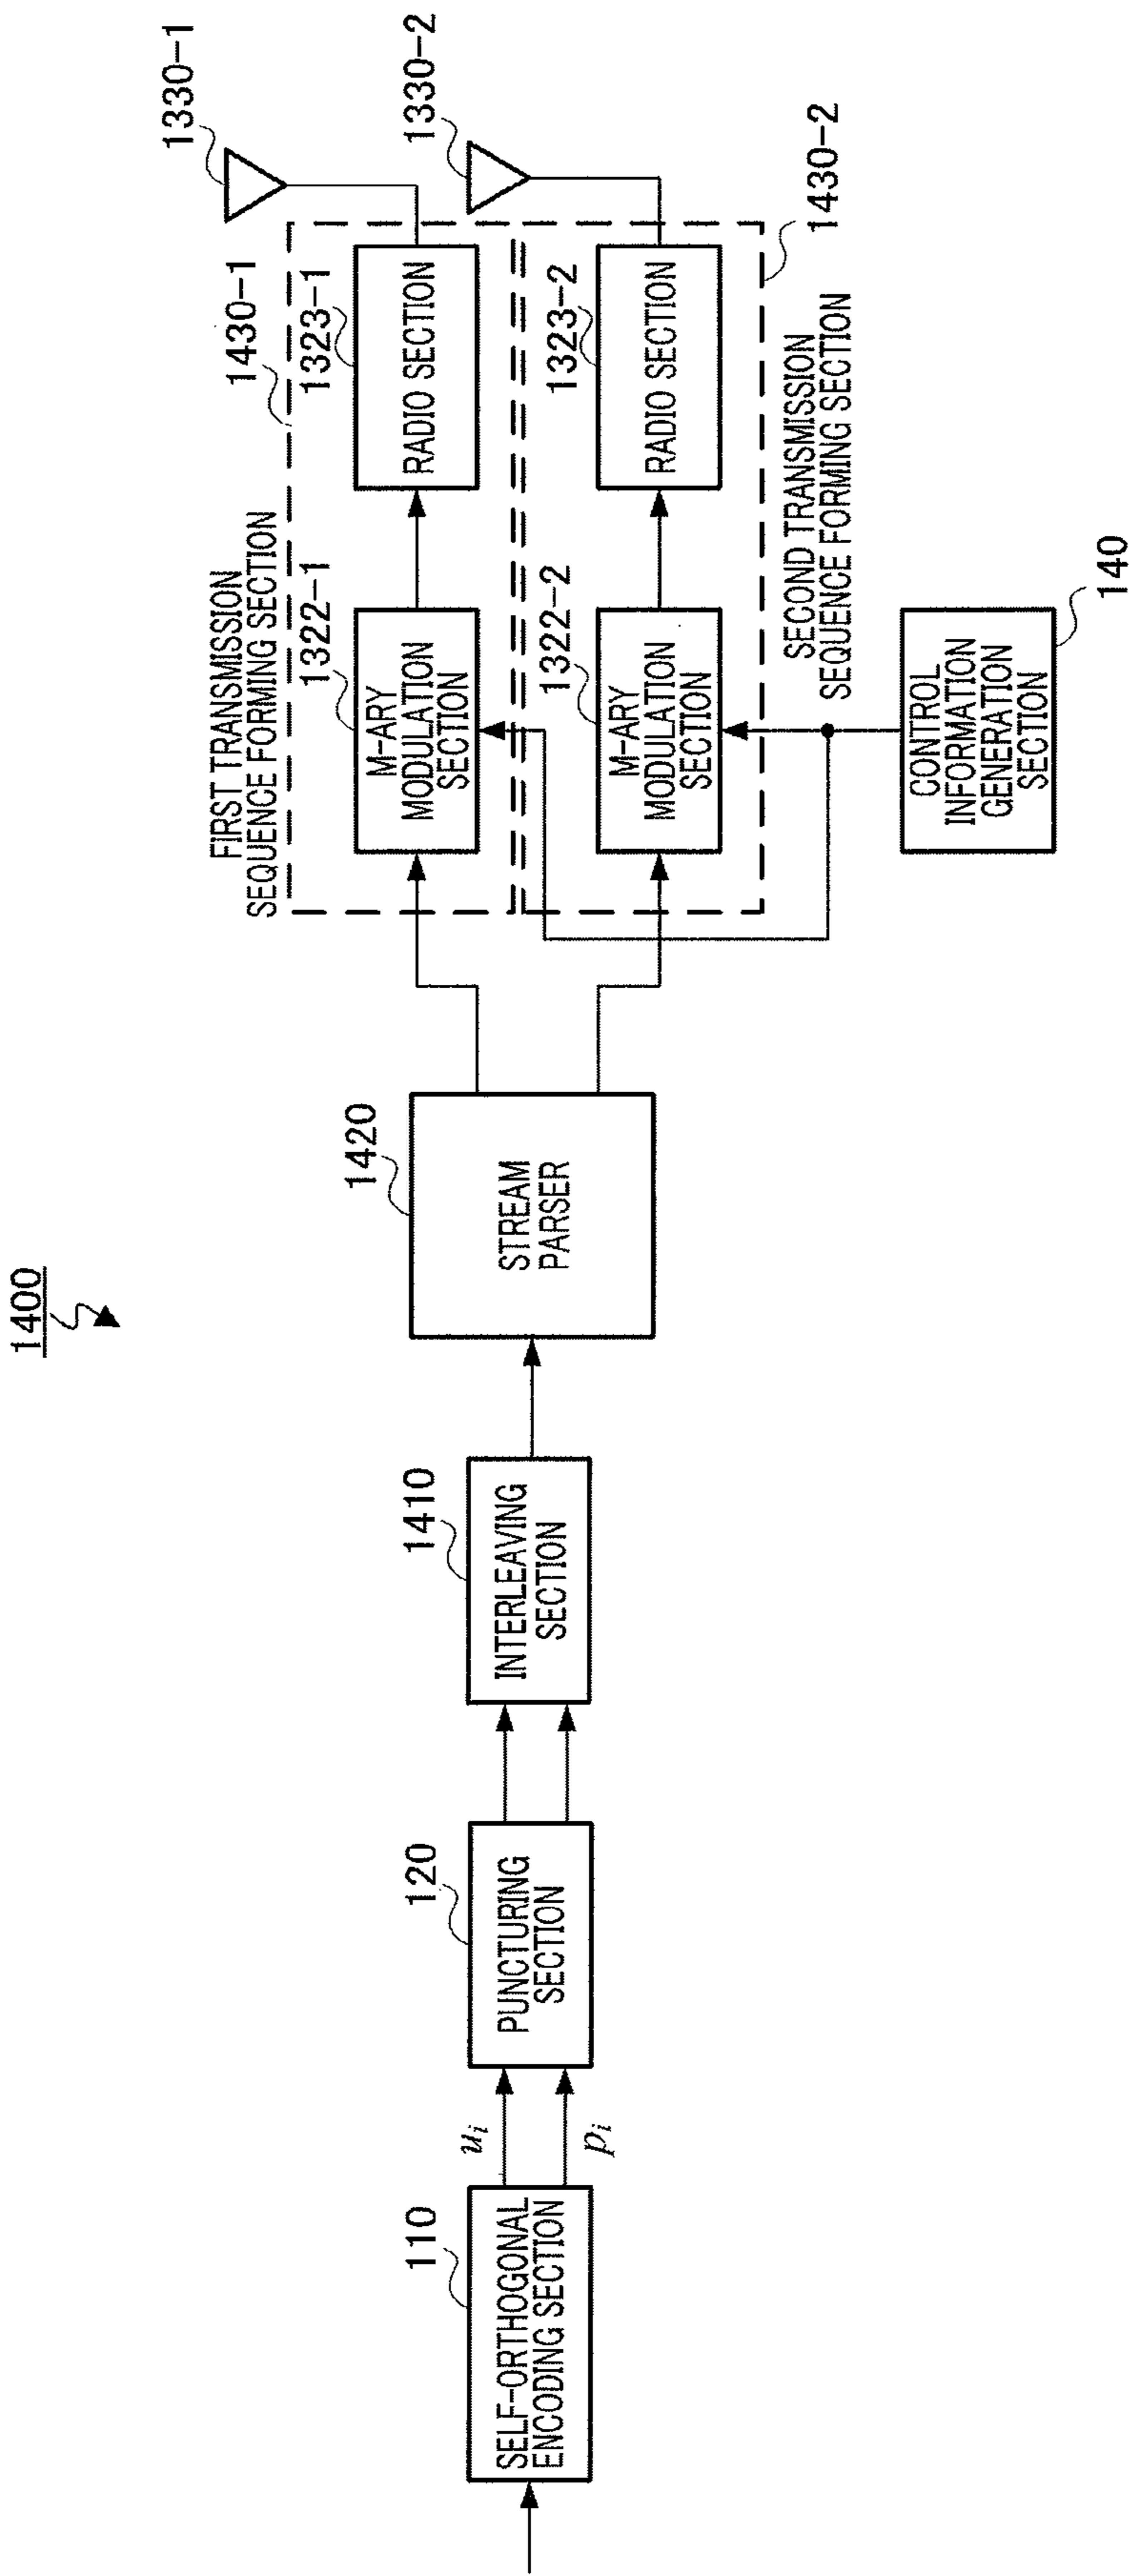 1400
110
SELF-ORTHOGONAL
ENCODING SECTION
u_i
p_i
120
PUNCTURING
SECTION
1410
INTERLEAVING
SECTION
1420
STREAM
PARSER
FIRST TRANSMISSION
SEQUENCE FORMING SECTION
1430-1
1322-1
M-ARY
MODULATION
SECTION
1323-1
RADIO SECTION
1330-1
1322-2
M-ARY
MODULATION
SECTION
1323-2
RADIO SECTION
1330-2
1430-2
SECOND TRANSMISSION
SEQUENCE FORMING SECTION
CONTROL
INFORMATION
GENERATION
SECTION
140